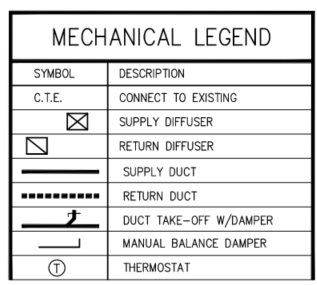 MECHANICAL LEGEND
SYMBOL DESCRIPTION
C.T.E. CONNECT TO EXISTING
SUPPLY DIFFUSER
RETURN DIFFUSER
SUPPLY DUCT
RETURN DUCT
DUCT TAKE-OFF W/DAMPER
MANUAL BALANCE DAMPER
T THERMOSTAT